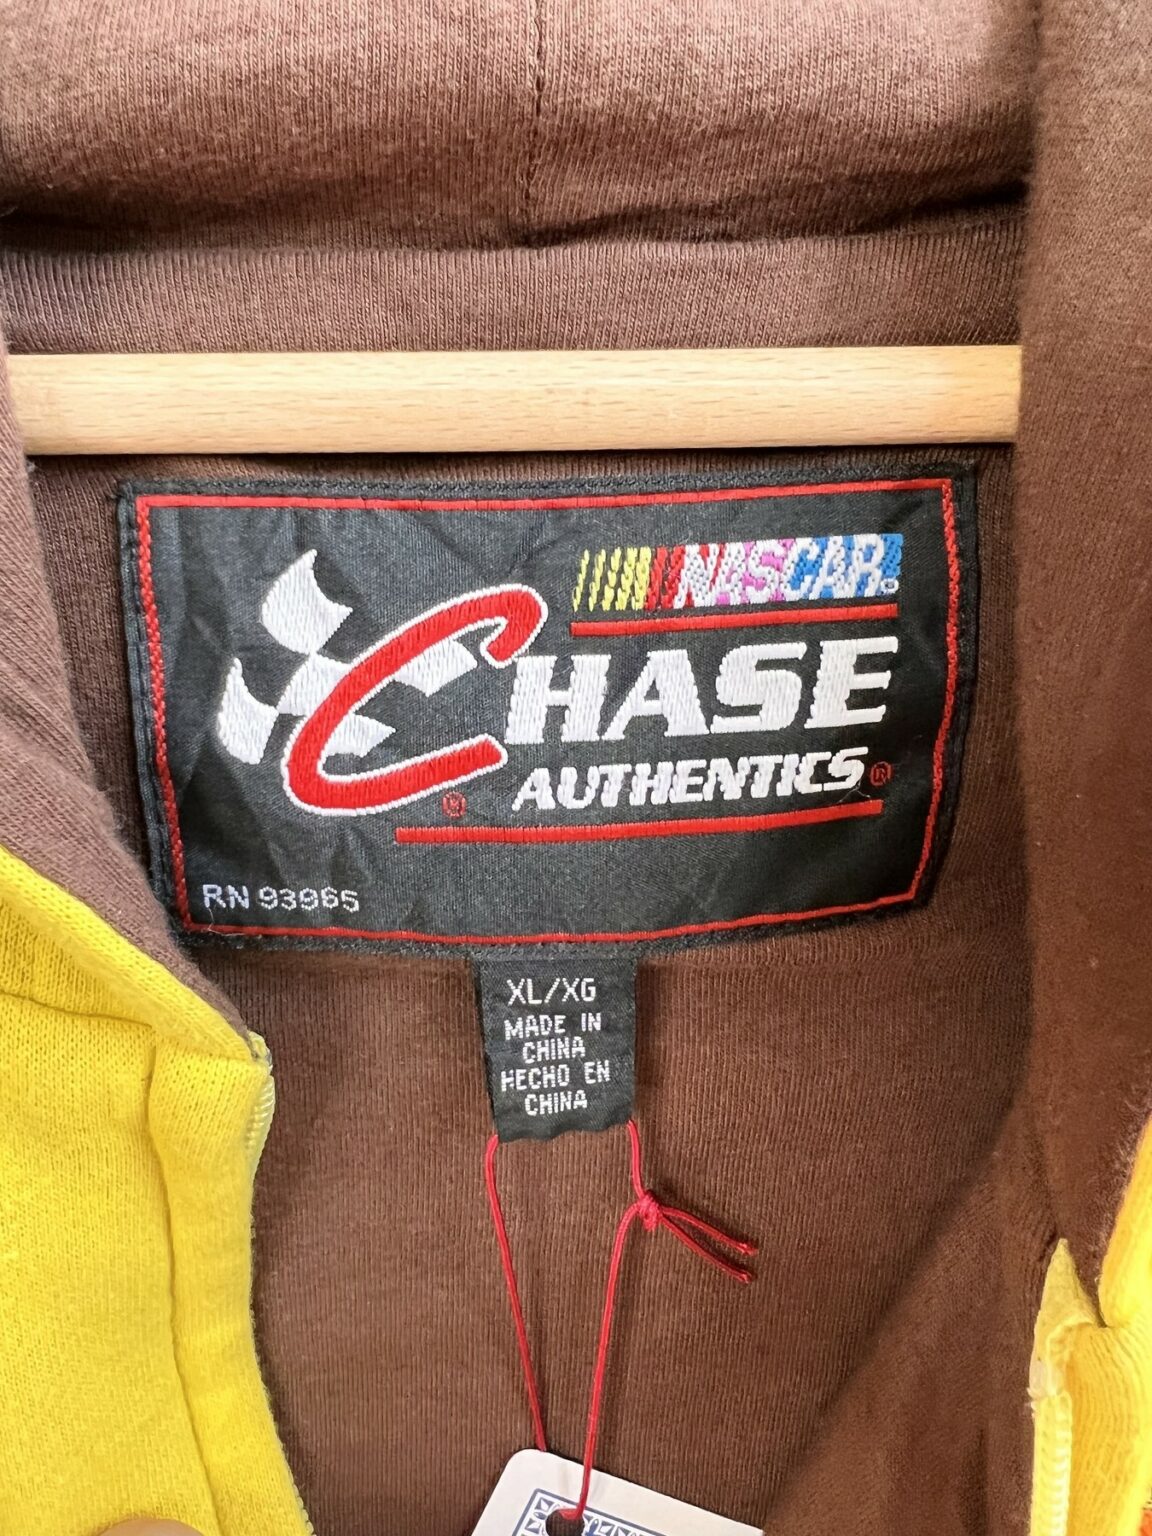 NASCAR®
CHASE
AUTHENTICS®
RN 93965
XL/XG
MADE IN
CHINA
HECHO EN
CHINA